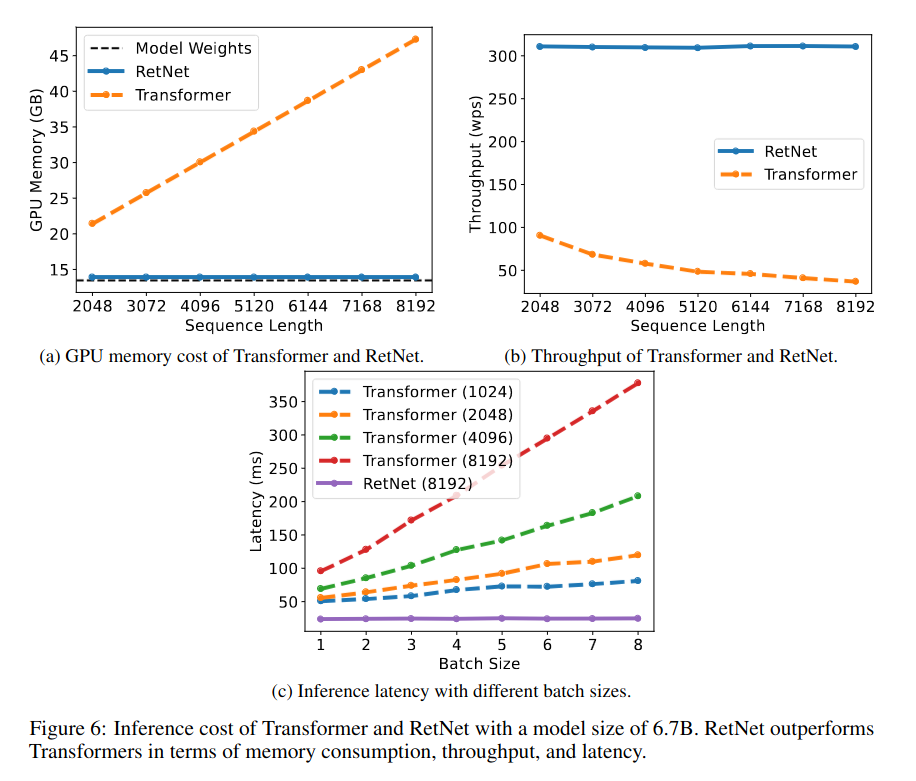 Model Weights
RetNet
Transformer
45
40
35
30
25
20
15
GPU Memory (GB)
2048 3072 4096 5120 6144 7168 8192
Sequence Length
(a) GPU memory cost of Transformer and RetNet.
300
250
200
150
100
50
Throughput (wps)
RetNet
Transformer
2048 3072 4096 5120 6144 7168 8192
Sequence Length
(b) Throughput of Transformer and RetNet.
Transformer (1024)
Transformer (2048)
Transformer (4096)
Transformer (8192)
RetNet (8192)
350
300
250
200
150
100
50
Latency (ms)
1 2 3 4 5 6 7 8
Batch Size
(c) Inference latency with different batch sizes.
Figure 6: Inference cost of Transformer and RetNet with a model size of 6.7B. RetNet outperforms
Transformers in terms of memory consumption, throughput, and latency.